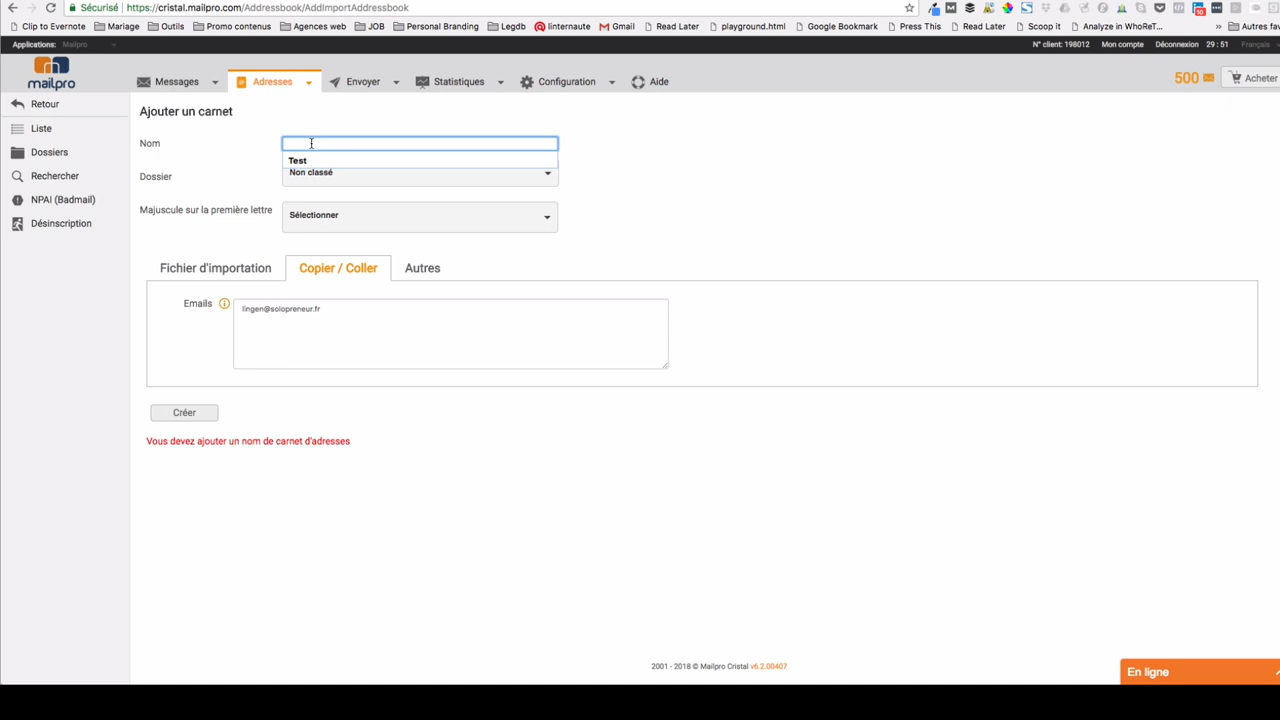 Sécurisé | https://cristal.mailpro.com/Addressbook/AddImportAddressbook
Clip to Evernote Mariage Outils Promo contenus Agences web JOB Personal Branding Legdb linternaute Gmail Read Later playground.html Google Bookmark Press This Read Later Scoop it Analyze in WhoRET... » Autres fa
Applications: Mailpro N° client: 198012 Mon compte Déconnexion 29 : 51 Français
mailpro Messages Adresses Envoyer Statistiques Configuration Aide 500 Acheter
Retour
Liste
Dossiers
Rechercher
NPAI (Badmail)
Désinscription
Ajouter un carnet
Nom
Test
Dossier Non classé
Majuscule sur la première lettre Sélectionner
Fichier d'importation Copier / Coller Autres
Emails lingen@solopreneur.fr
Créer
Vous devez ajouter un nom de carnet d'adresses
2001 - 2018 © Mailpro Cristal v6.2.00407
En ligne